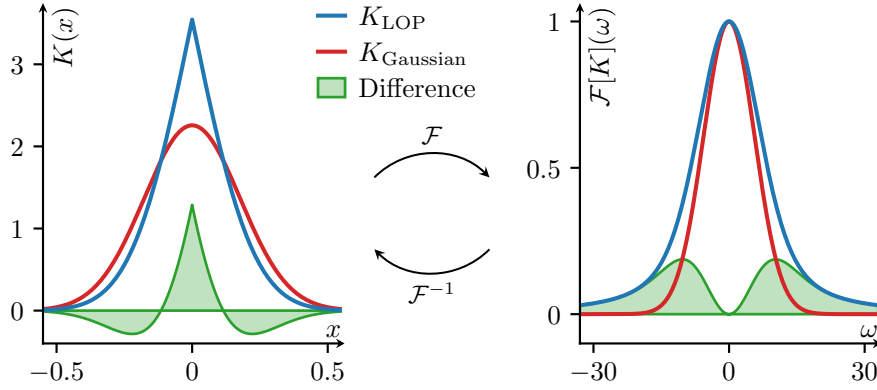 K(x)
3
2
1
0
−0.5
0
0.5
x
K_LOP
K_Gaussian
Difference
ℱ
ℱ⁻¹
ℱ[K](ω)
1
0.5
0
−30
0
30
ω